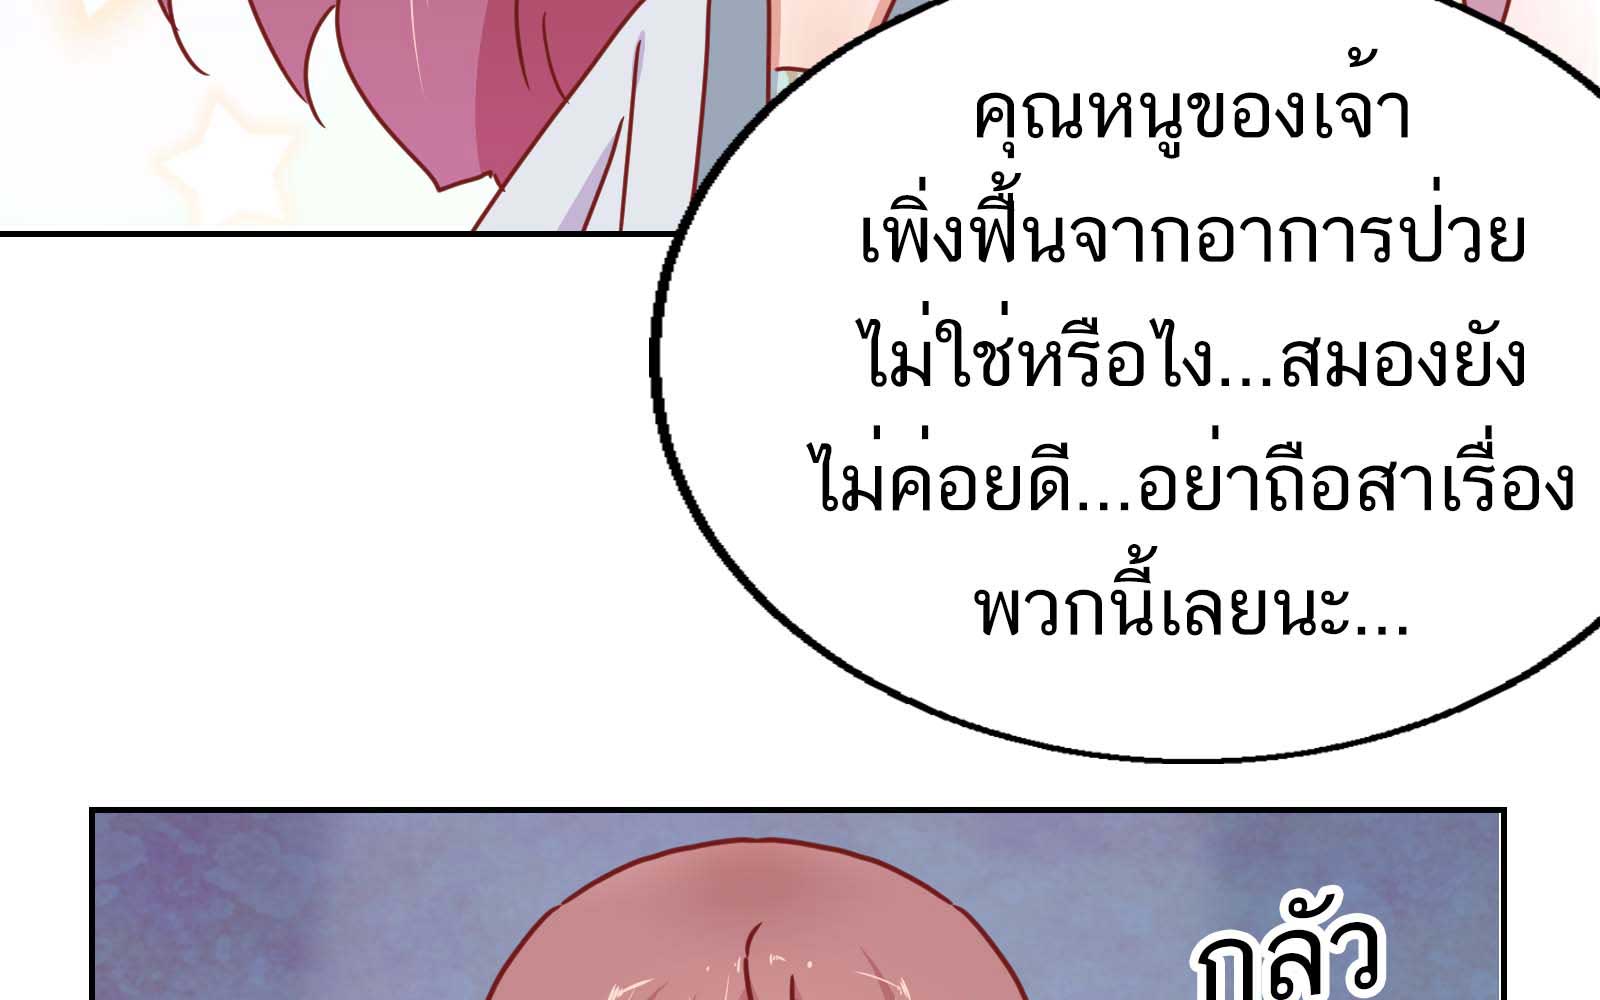 คุณหนูของเจ้า
เพิ่งฟื้นจากอาการป่วย
ไม่ใช่หรือไง...สมองยัง
ไม่ค่อยดี...อย่าถือสาเรื่อง
พวกนี้เลยนะ...
กลัว